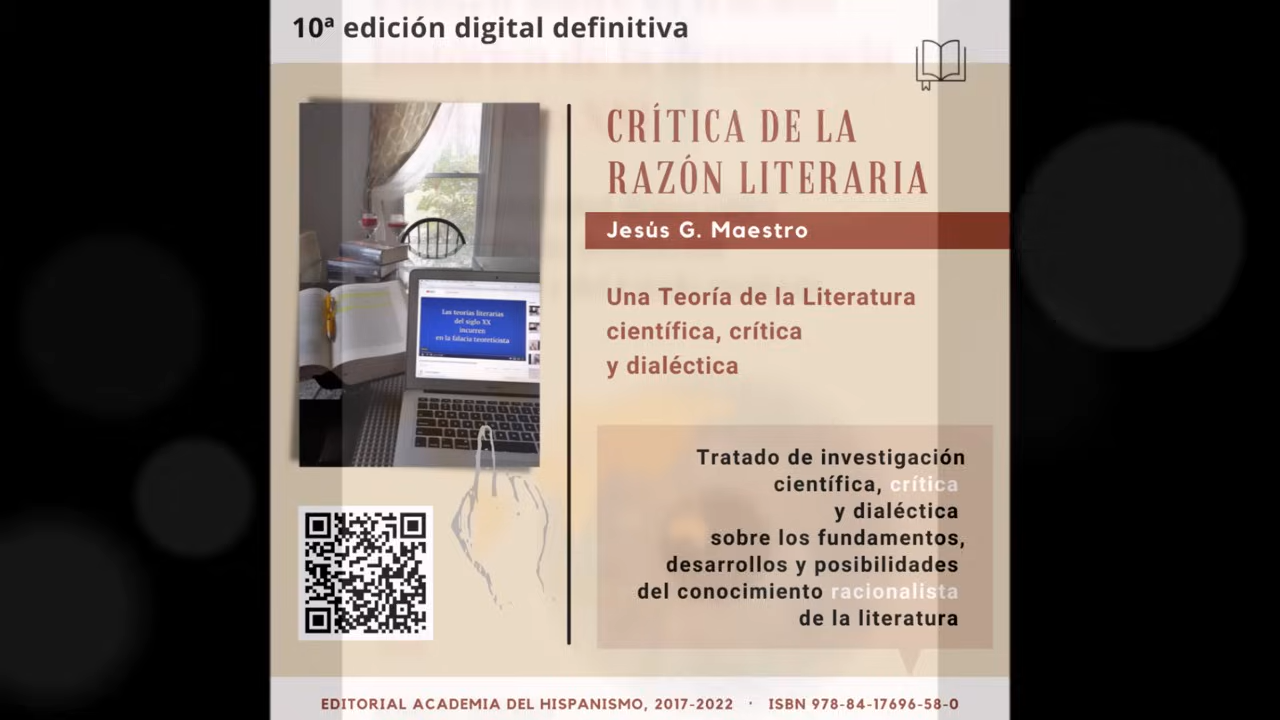 10ª edición digital definitiva
CRÍTICA DE LA
RAZÓN LITERARIA
Jesús G. Maestro
Una Teoría de la Literatura
científica, crítica
y dialéctica
Las teorías literarias
del siglo XX
incurren
en la falacia teoreticista
Tratado de investigación
científica, crítica
y dialéctica
sobre los fundamentos,
desarrollos y posibilidades
del conocimiento racionalista
de la literatura
EDITORIAL ACADEMIA DEL HISPANISMO, 2017-2022 · ISBN 978-84-17696-58-0